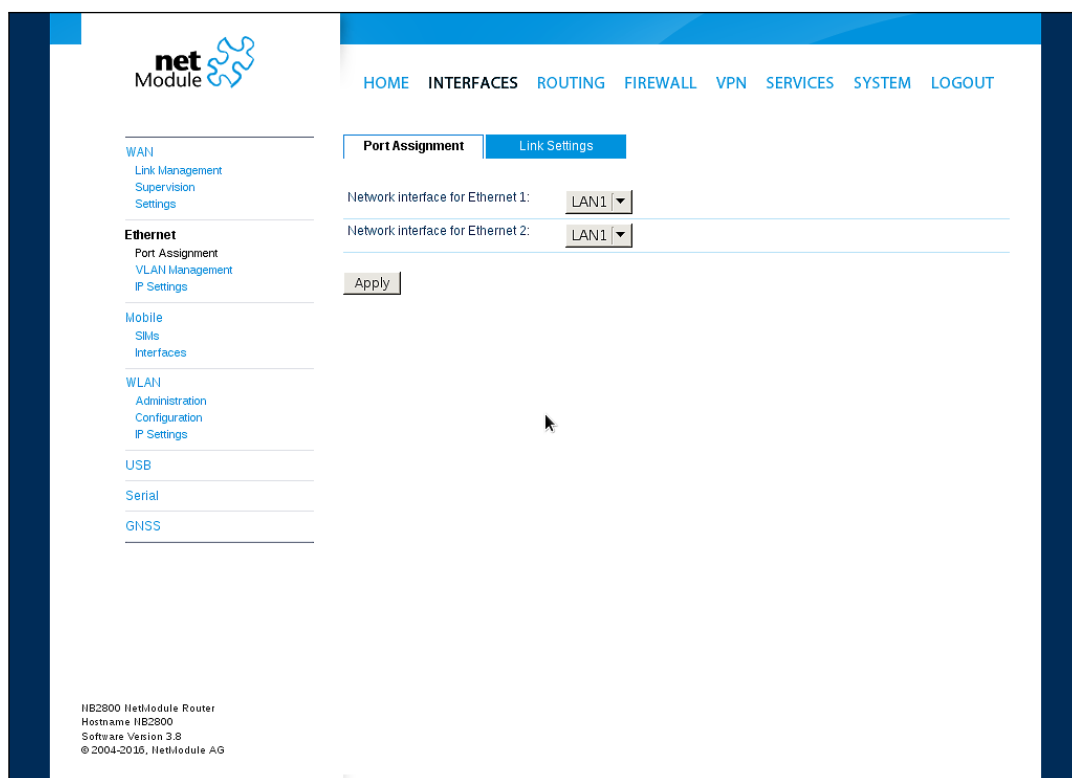 net
Module
HOME INTERFACES ROUTING FIREWALL VPN SERVICES SYSTEM LOGOUT
WAN
Link Management
Supervision
Settings
Ethernet
Port Assignment
VLAN Management
IP Settings
Mobile
SIMs
Interfaces
WLAN
Administration
Configuration
IP Settings
USB
Serial
GNSS
Port Assignment Link Settings
Network interface for Ethernet 1: LAN1
Network interface for Ethernet 2: LAN1
Apply
NB2800 NetModule Router
Hostname NB2800
Software Version 3.8
© 2004-2016, NetModule AG